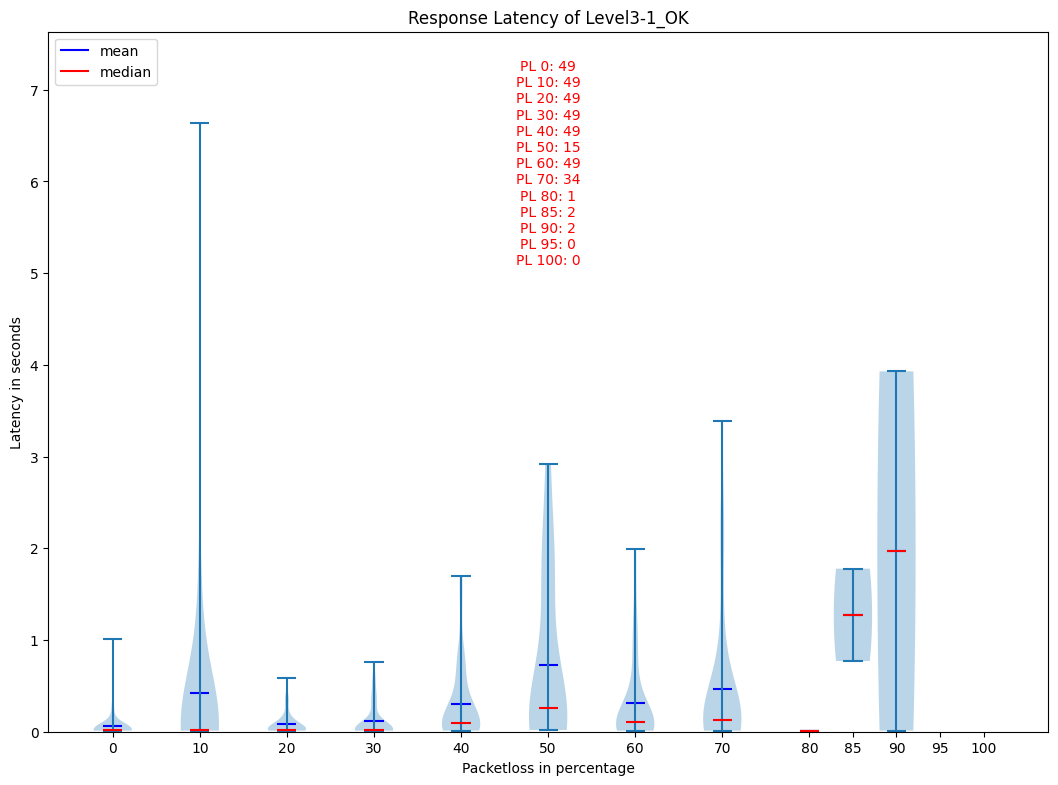 Response Latency of Level3-1_OK
mean
median
PL 0: 49
PL 10: 49
PL 20: 49
PL 30: 49
PL 40: 49
PL 50: 15
PL 60: 49
PL 70: 34
PL 80: 1
PL 85: 2
PL 90: 2
PL 95: 0
PL 100: 0
Latency in seconds
7
6
5
4
3
2
1
0
0 10 20 30 40 50 60 70 80 85 90 95 100
Packetloss in percentage